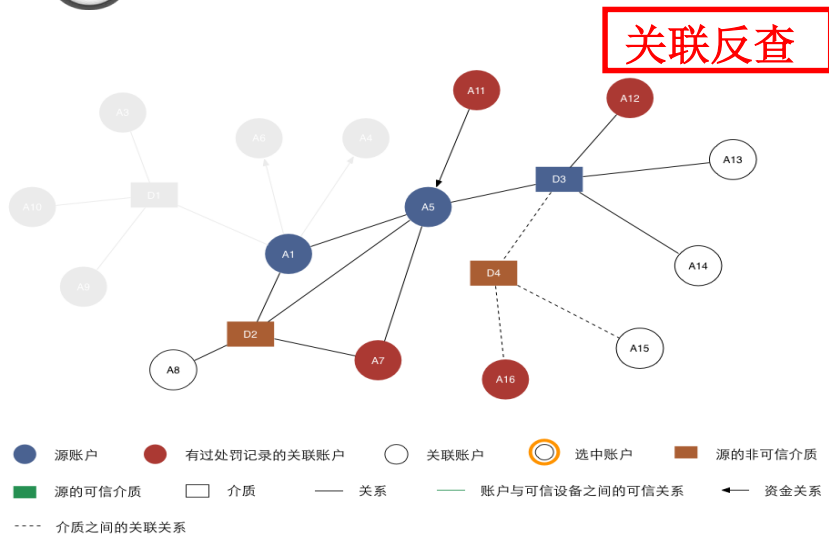 关联反查
A11
A12
A3
A6
A4
A13
D3
D1
A10
A5
A1
A14
D4
A9
D2
A15
A8
A7
A16
源账户
有过处罚记录的关联账户
关联账户
选中账户
源的非可信介质
源的可信介质
介质
关系
账户与可信设备之间的可信关系
资金关系
介质之间的关联关系